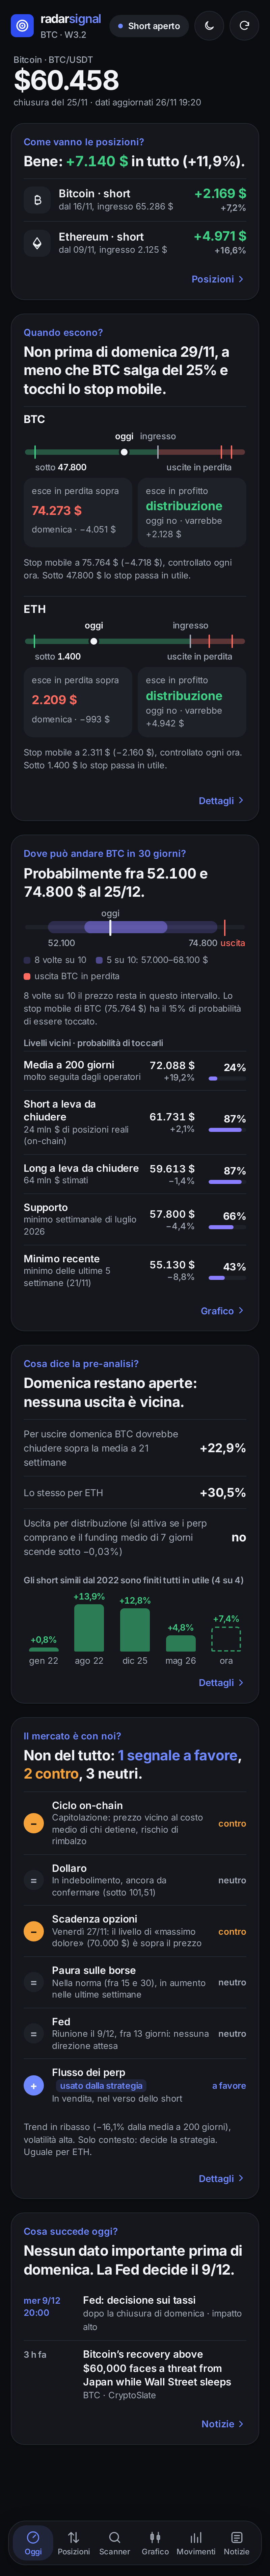 radarsignal
BTC · W3.2
Short aperto
Bitcoin · BTC/USDT
$60.458
chiusura del 25/11 · dati aggiornati 26/11 19:20
Come vanno le posizioni?
Bene: +7.140 $ in tutto (+11,9%).
Bitcoin · short
dal 16/11, ingresso 65.286 $
+2.169 $
+7,2%
Ethereum · short
dal 09/11, ingresso 2.125 $
+4.971 $
+16,6%
Posizioni >
Quando escono?
Non prima di domenica 29/11, a
meno che BTC salga del 25% e
tocchi lo stop mobile.
BTC
oggi ingresso
sotto 47.800
uscite in perdita
esce in perdita sopra
74.273 $
domenica · −4.051 $
esce in profitto
distribuzione
oggi no · varrebbe
+2.128 $
Stop mobile a 75.764 $ (−4.718 $), controllato ogni
ora. Sotto 47.800 $ lo stop passa in utile.
ETH
oggi
ingresso
sotto 1.400
uscite in perdita
esce in perdita sopra
2.209 $
domenica · −993 $
esce in profitto
distribuzione
oggi no · varrebbe
+4.942 $
Stop mobile a 2.311 $ (−2.160 $), controllato ogni ora.
Sotto 1.400 $ lo stop passa in utile.
Dettagli >
Dove può andare BTC in 30 giorni?
Probabilmente fra 52.100 e
74.800 $ al 25/12.
oggi
52.100
74.800 uscita
8 volte su 10
5 su 10: 57.000–68.100 $
uscita BTC in perdita
8 volte su 10 il prezzo resta in questo intervallo. Lo
stop mobile di BTC (75.764 $) ha il 15% di probabilità
di essere toccato.
Livelli vicini · probabilità di toccarli
Media a 200 giorni
molto seguita dagli operatori
72.088 $
+19,2%
24%
Short a leva da
chiudere
24 mln $ di posizioni reali
(on-chain)
61.731 $
+2,1%
87%
Long a leva da chiudere
64 mln $ stimati
59.613 $
−1,4%
87%
Supporto
minimo settimanale di luglio
2026
57.800 $
−4,4%
66%
Minimo recente
minimo delle ultime 5
settimane (21/11)
55.130 $
−8,8%
43%
Grafico >
Cosa dice la pre-analisi?
Domenica restano aperte:
nessuna uscita è vicina.
Per uscire domenica BTC dovrebbe
chiudere sopra la media a 21
settimane
+22,9%
Lo stesso per ETH
+30,5%
Uscita per distribuzione (si attiva se i perp
comprano e il funding medio di 7 giorni
scende sotto −0,03%)
no
Gli short simili dal 2022 sono finiti tutti in utile (4 su 4)
+0,8%
+13,9%
+12,8%
+4,8%
+7,4%
gen 22
ago 22
dic 25
mag 26
ora
Dettagli >
Il mercato è con noi?
Non del tutto: 1 segnale a favore,
2 contro, 3 neutri.
Ciclo on-chain
Capitolazione: prezzo vicino al costo
medio di chi detiene, rischio di
rimbalzo
contro
Dollaro
In indebolimento, ancora da
confermare (sotto 101,51)
neutro
Scadenza opzioni
Venerdì 27/11: il livello di «massimo
dolore» (70.000 $) è sopra il prezzo
contro
Paura sulle borse
Nella norma (fra 15 e 30), in aumento
nelle ultime settimane
neutro
Fed
Riunione il 9/12, fra 13 giorni: nessuna
direzione attesa
neutro
Flusso dei perp
usato dalla strategia
In vendita, nel verso dello short
a favore
Trend in ribasso (−16,1% dalla media a 200 giorni),
volatilità alta. Solo contesto: decide la strategia.
Uguale per ETH.
Dettagli >
Cosa succede oggi?
Nessun dato importante prima di
domenica. La Fed decide il 9/12.
mer 9/12
20:00
Fed: decisione sui tassi
dopo la chiusura di domenica · impatto
alto
3 h fa
Bitcoin’s recovery above
$60,000 faces a threat from
Japan while Wall Street sleeps
BTC · CryptoSlate
Notizie >
Oggi
Posizioni
Scanner
Grafico
Movimenti
Notizie